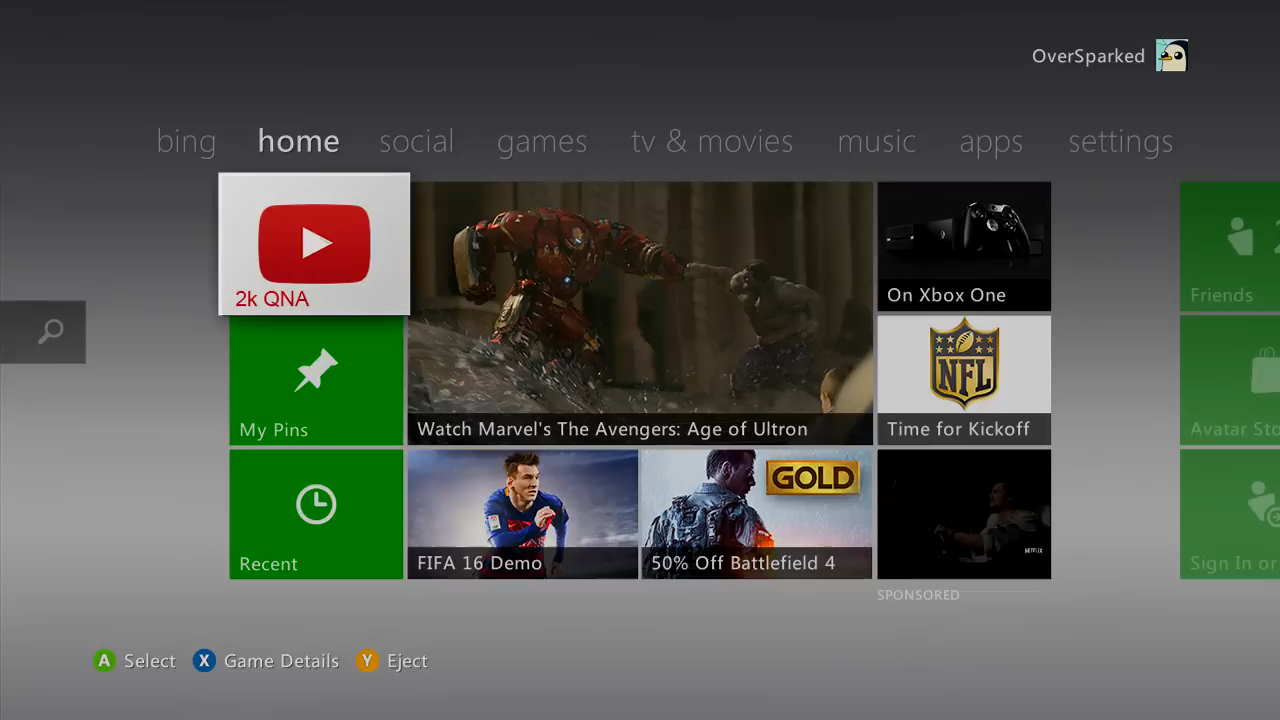 OverSparked
bing home social games tv & movies music apps settings
2k QNA
My Pins
Recent
Watch Marvel's The Avengers: Age of Ultron
FIFA 16 Demo
GOLD
50% Off Battlefield 4
On Xbox One
NFL
Time for Kickoff
NETFLIX
SPONSORED
Friends
Avatar Sto
Sign In or
A Select X Game Details Y Eject